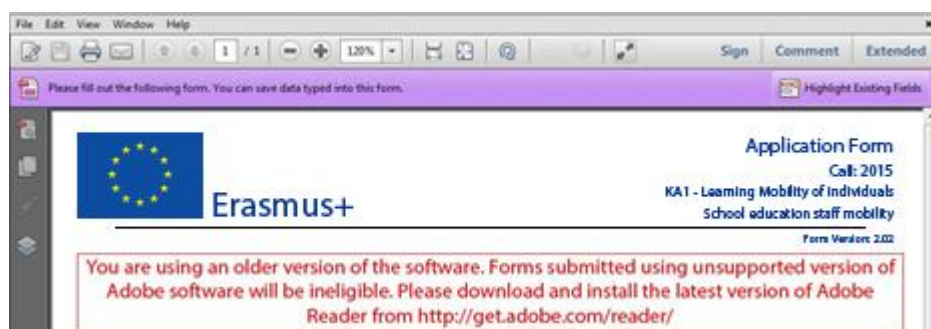 File Edit View Window Help
1 / 1 120% Sign Comment Extended
Please fill out the following form. You can save data typed into this form. Highlight Existing Fields
Erasmus+
Application Form
Call: 2015
KA1 - Learning Mobility of Individuals
School education staff mobility
Form Version: 2.02
You are using an older version of the software. Forms submitted using unsupported version of
Adobe software will be ineligible. Please download and install the latest version of Adobe
Reader from http://get.adobe.com/reader/